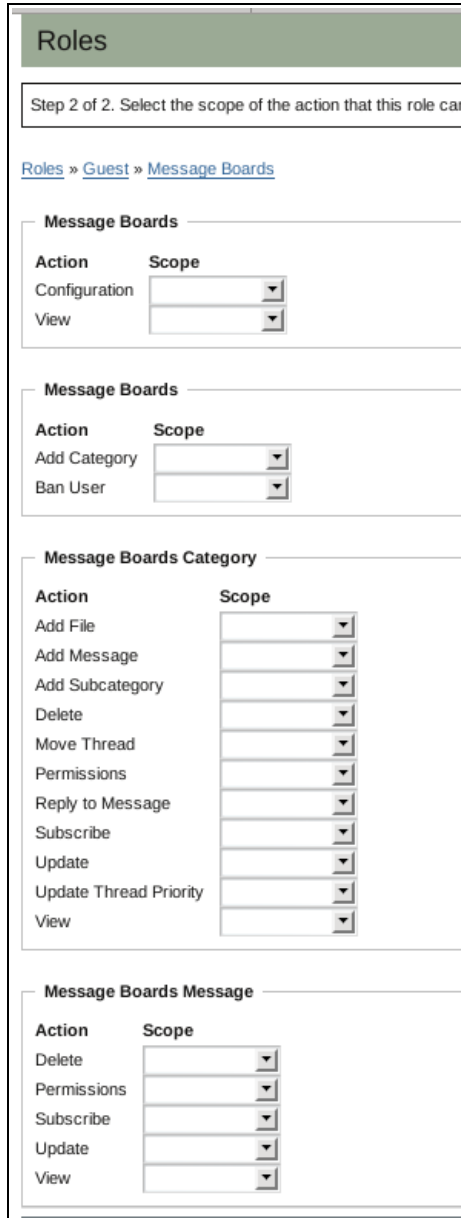 Roles
Step 2 of 2. Select the scope of the action that this role
Roles » Guest » Message Boards
Message Boards
Action Scope
Configuration
View
Message Boards
Action Scope
Add Category
Ban User
Message Boards Category
Action Scope
Add File
Add Message
Add Subcategory
Delete
Move Thread
Permissions
Reply to Message
Subscribe
Update
Update Thread Priority
View
Message Boards Message
Action Scope
Delete
Permissions
Subscribe
Update
View